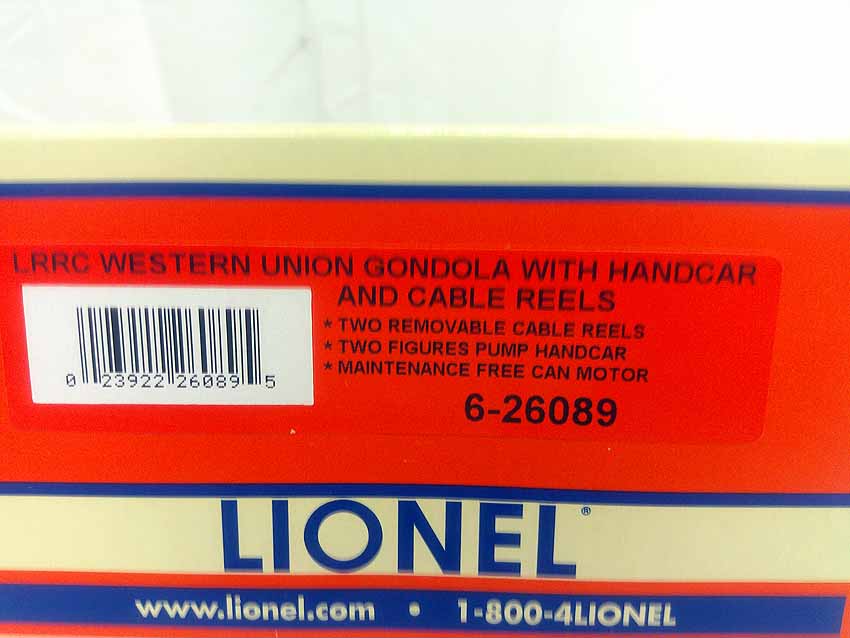 LRRC WESTERN UNION GONDOLA WITH HANDCAR
AND CABLE REELS
* TWO REMOVABLE CABLE REELS
* TWO FIGURES PUMP HANDCAR
* MAINTENANCE FREE CAN MOTOR
0 23922 26089 5
6-26089
LIONEL®
www.lionel.com • 1-800-4LIONEL